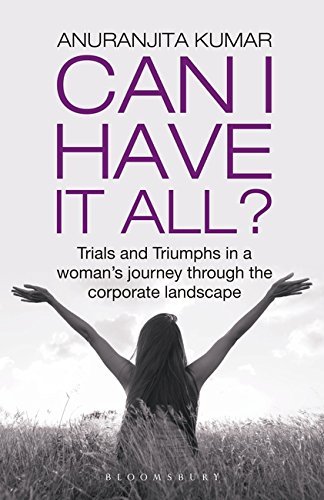 ANURANJITA KUMAR
CAN I
HAVE
IT ALL?
Trials and Triumphs in a
woman's journey through the
corporate landscape
BLOOMSBURY